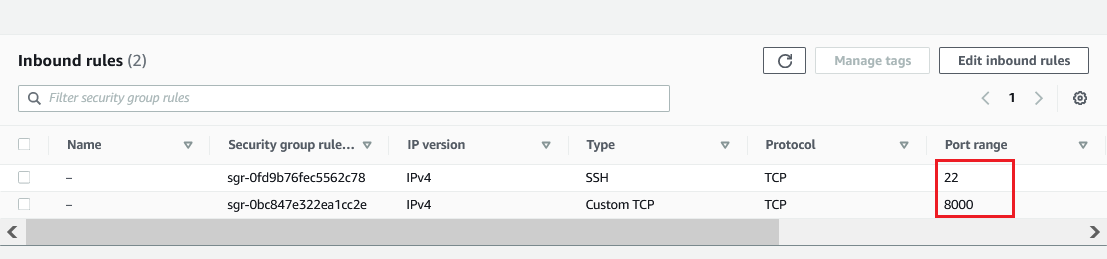 Inbound rules (2)
Manage tags
Edit inbound rules
Filter security group rules
1
Name Security group rule... IP version Type Protocol Port range
– sgr-0fd9b76fec5562c78 IPv4 SSH TCP 22
– sgr-0bc847e322ea1cc2e IPv4 Custom TCP TCP 8000